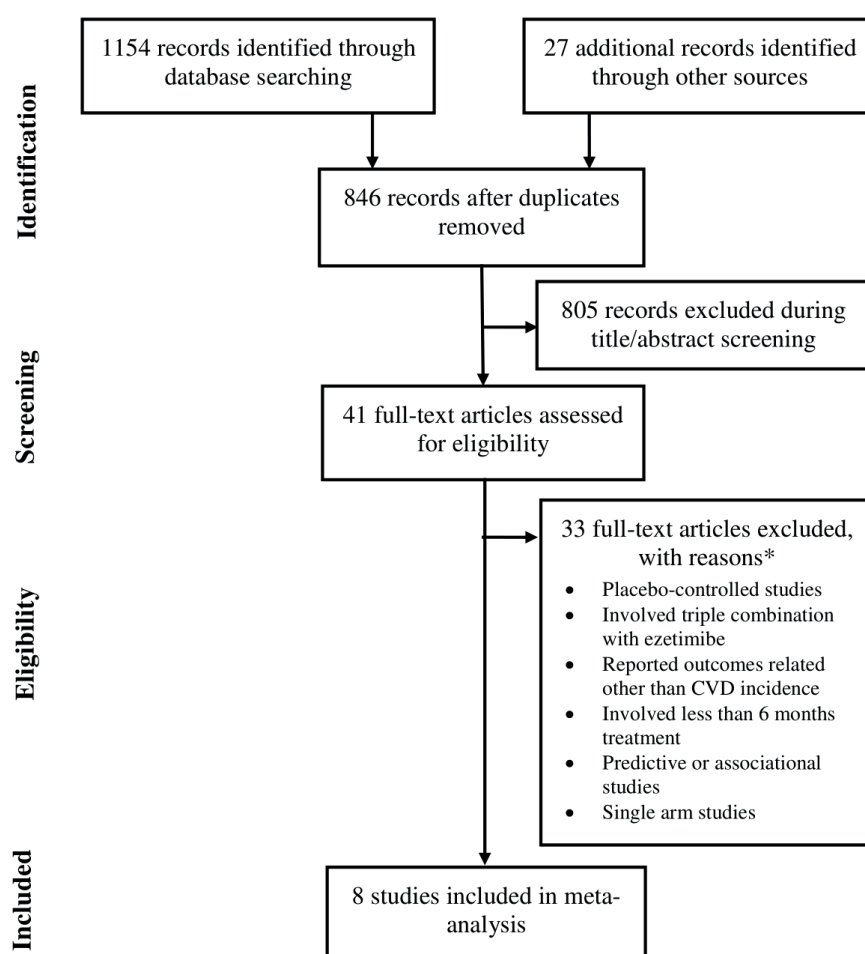 1154 records identified through
database searching
27 additional records identified
through other sources
Identification
846 records after duplicates
removed
805 records excluded during
title/abstract screening
Screening
41 full-text articles assessed
for eligibility
33 full-text articles excluded,
with reasons*
• Placebo-controlled studies
• Involved triple combination
with ezetimibe
• Reported outcomes related
other than CVD incidence
• Involved less than 6 months
treatment
• Predictive or associational
studies
• Single arm studies
Eligibility
8 studies included in meta-
analysis
Included